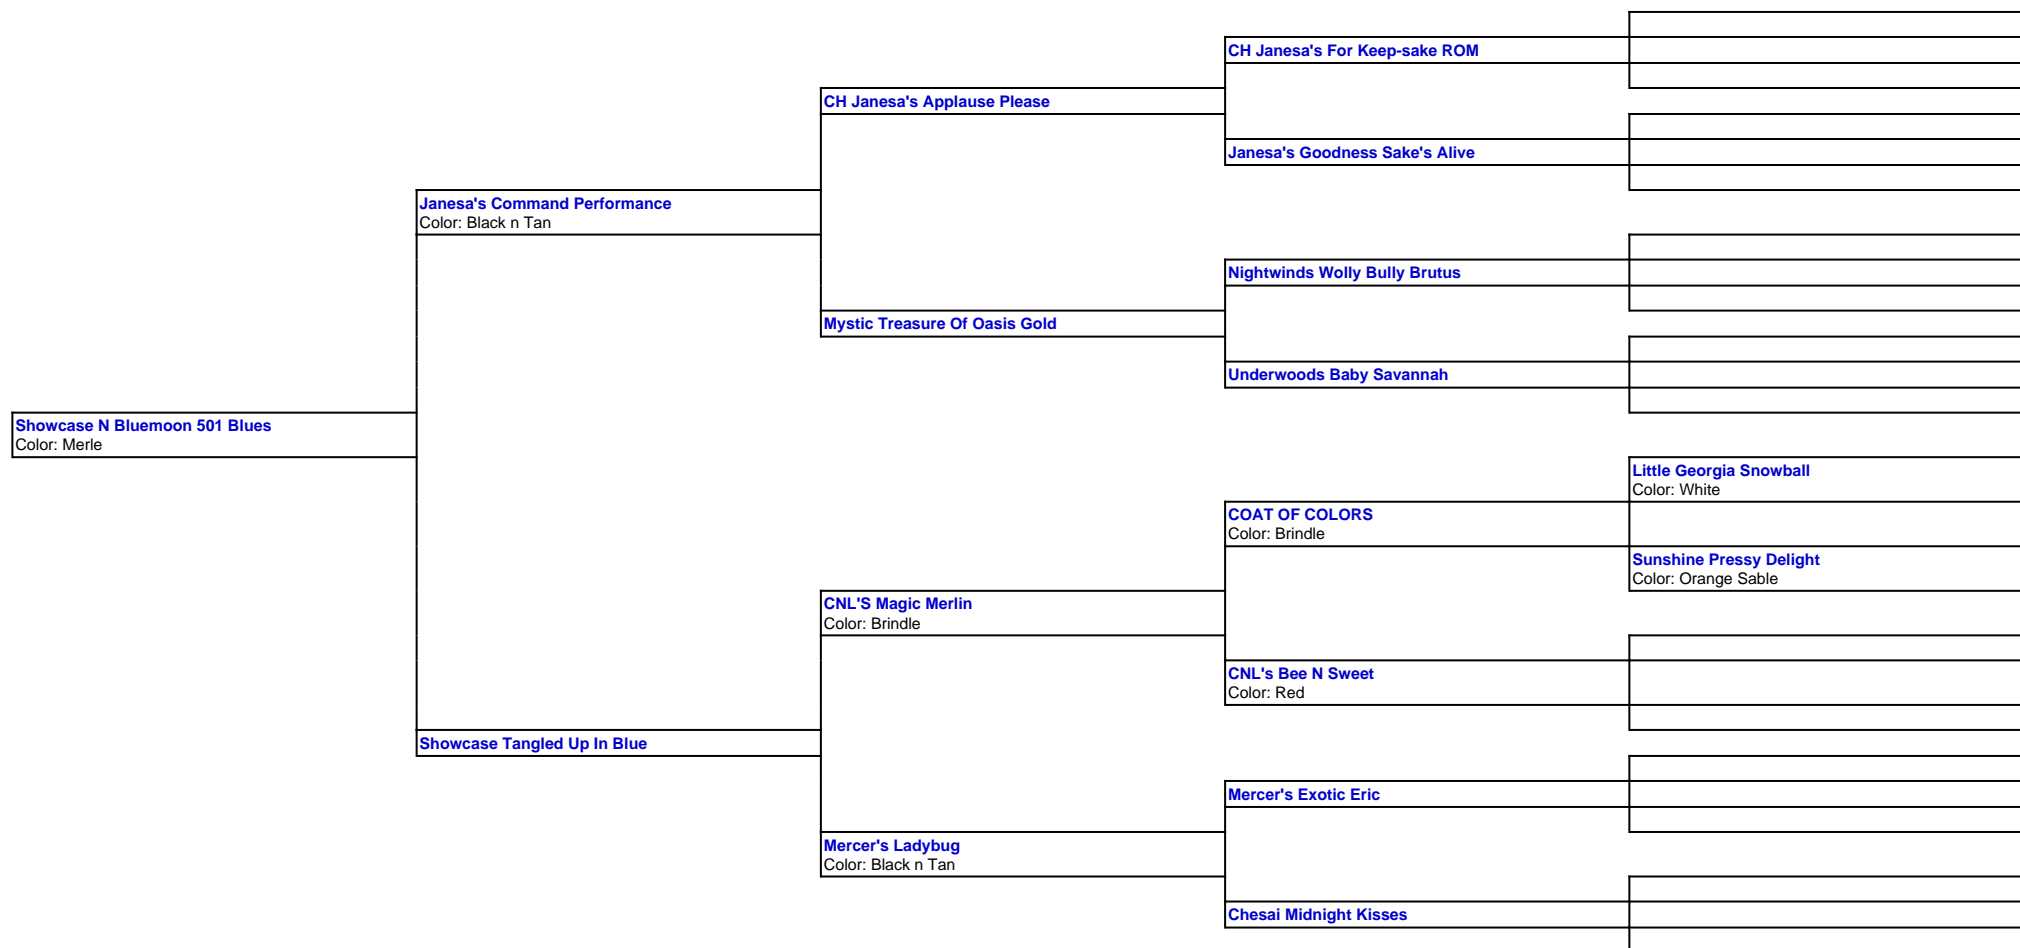 CH Janesa's For Keep-sake ROM
CH Janesa's Applause Please
Janesa's Goodness Sake's Alive
Janesa's Command Performance
Color: Black n Tan
Nightwinds Wolly Bully Brutus
Mystic Treasure Of Oasis Gold
Underwoods Baby Savannah
Showcase N Bluemoon 501 Blues
Color: Merle
Little Georgia Snowball
Color: White
COAT OF COLORS
Color: Brindle
Sunshine Pressy Delight
Color: Orange Sable
CNL'S Magic Merlin
Color: Brindle
CNL's Bee N Sweet
Color: Red
Showcase Tangled Up In Blue
Mercer's Exotic Eric
Mercer's Ladybug
Color: Black n Tan
Chesai Midnight Kisses